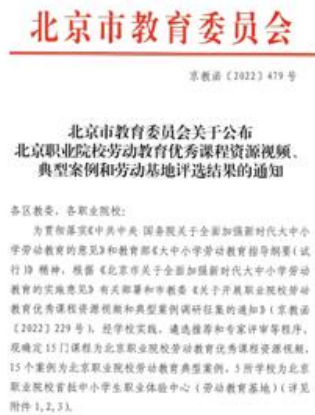 北京市教育委员会
京教函〔2022〕479号
北京市教育委员会关于公布
北京职业院校劳动教育优秀课程资源视频、
典型案例和劳动基地评选结果的通知
各区教委、各职业院校:
为贯彻落实《中共中央 国务院关于全面加强新时代大中小
学劳动教育的意见》和教育部《大中小学劳动教育指导纲要(试
行)》精神，根据《北京市关于全面加强新时代大中小学劳动
教育的实施意见》有关部署和市教委《关于开展职业院校劳动
教育优秀课程资源视频和典型案例调研征集的通知》(京教函
〔2022〕229号)，经学校实践、遴选推荐和专家评审等程序，
现确定15门课程为北京职业院校劳动教育优秀课程资源视频，
15个案例为北京职业院校劳动教育典型案例，5所学校为北京
职业院校首批中小学生职业体验中心(劳动教育基地)(详见
附件1,2,3)。